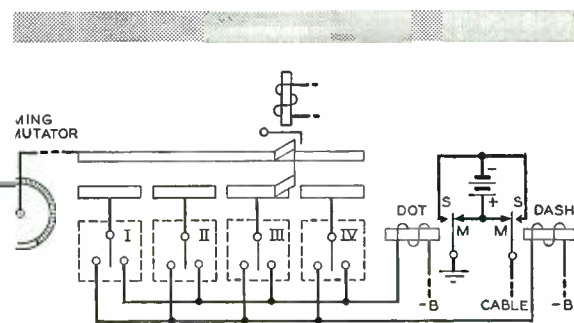 MING
MUTATOR
I II III IV
DOT
DASH
S M M S
- +
-B
CABLE
-B